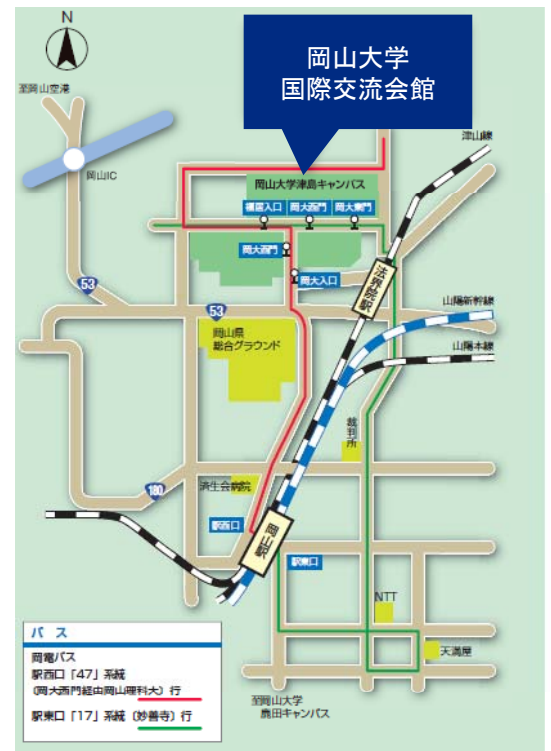 N
岡山大学
国際交流会館
至岡山空港
津山線
岡山IC
岡山大学津島キャンパス
福居入口
岡大西門
岡大東門
岡大西門
岡大入口
法界院駅
53
53
山陽新幹線
岡山県
総合グラウンド
山陽本線
裁判所
180
済生会病院
駅西口
岡山駅
駅東口
NTT
天満屋
バス
岡電バス
駅西口「47」系統
(岡大西門経由岡山理科大)行
駅東口「17」系統(妙善寺)行
至岡山大学
鹿田キャンパス